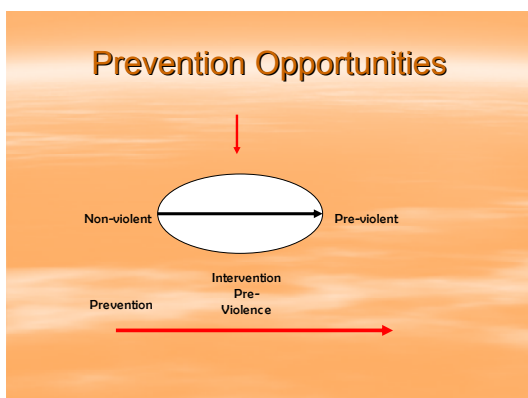 Prevention Opportunities
Non-violent
Pre-violent
Intervention
Pre-
Violence
Prevention